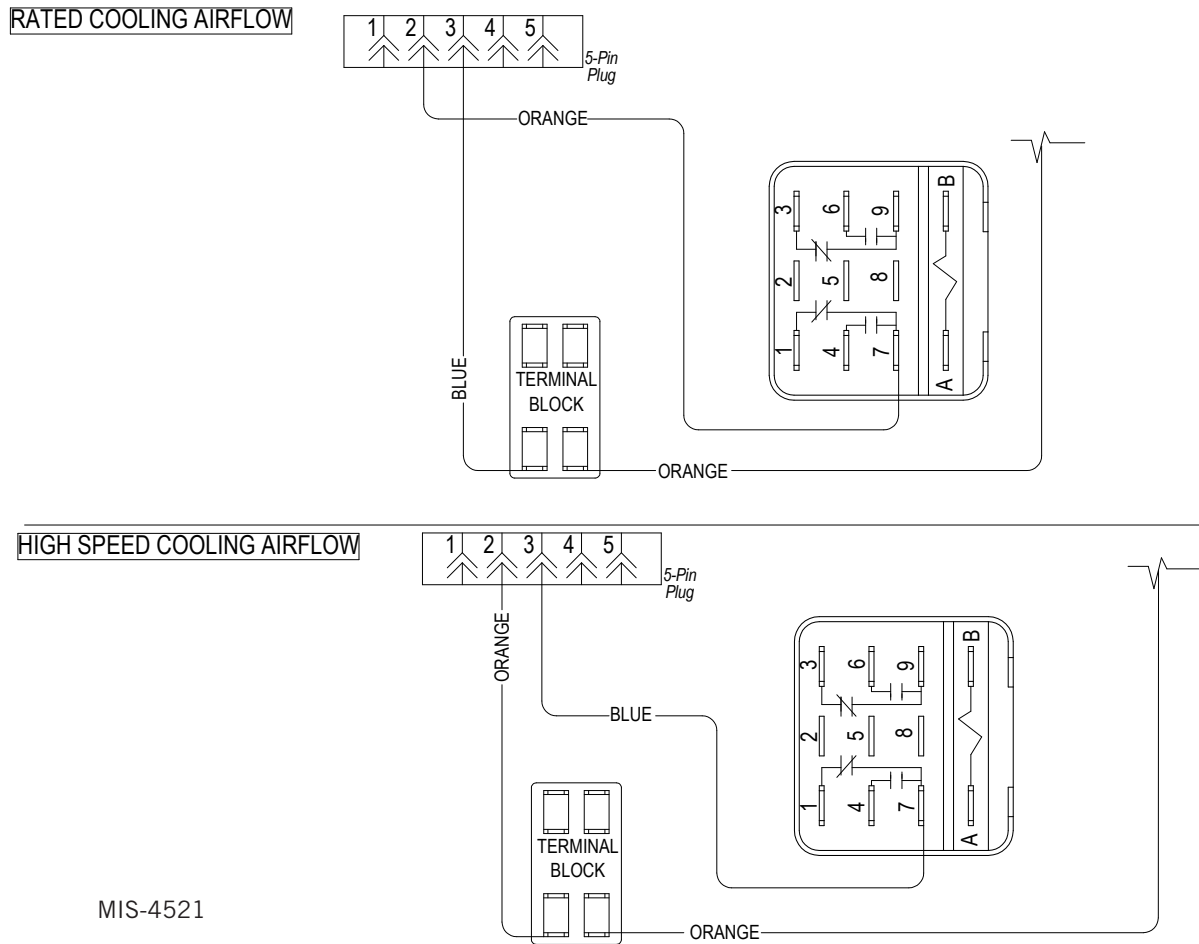 RATED COOLING AIRFLOW
1 2 3 4 5
5-Pin
Plug
ORANGE
3 6 9 B
2 5 8
1 4 7 A
BLUE
TERMINAL
BLOCK
ORANGE
HIGH SPEED COOLING AIRFLOW
1 2 3 4 5
5-Pin
Plug
ORANGE
BLUE
3 6 9 B
2 5 8
1 4 7 A
TERMINAL
BLOCK
ORANGE
MIS-4521